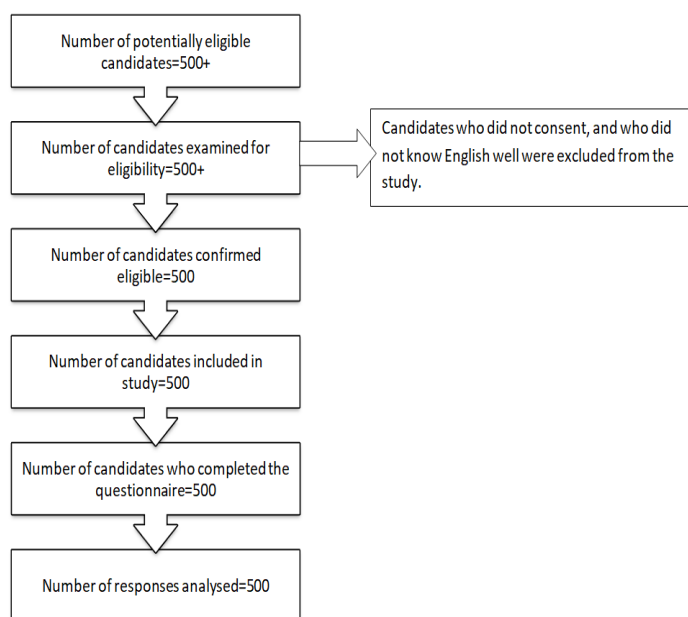 Number of potentially eligible
candidates=500+
Number of candidates examined for
eligibility=500+
Candidates who did not consent, and who did
not know English well were excluded from the
study.
Number of candidates confirmed
eligible=500
Number of candidates included in
study=500
Number of candidates who completed the
questionnaire=500
Number of responses analysed=500